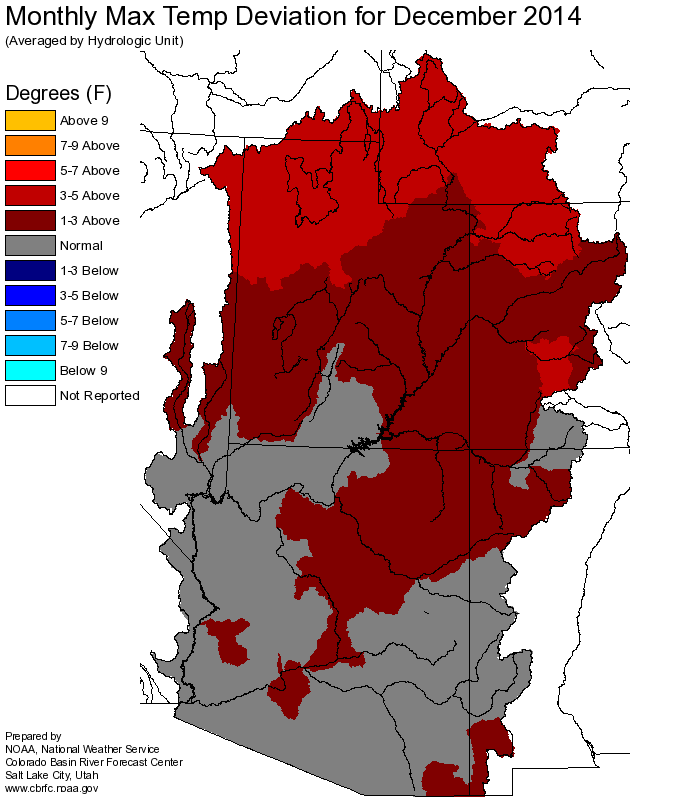 Monthly Max Temp Deviation for December 2014
(Averaged by Hydrologic Unit)
Degrees (F)
Above 9
7-9 Above
5-7 Above
3-5 Above
1-3 Above
Normal
1-3 Below
3-5 Below
5-7 Below
7-9 Below
Below 9
Not Reported
Prepared by
NOAA, National Weather Service
Colorado Basin River Forecast Center
Salt Lake City, Utah
www.cbrfc.noaa.gov